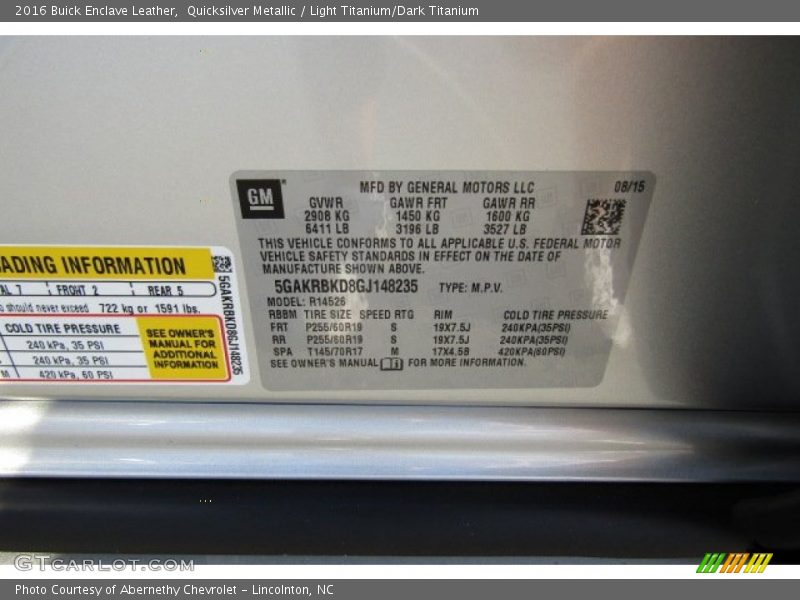 2016 Buick Enclave Leather,  Quicksilver Metallic / Light Titanium/Dark Titanium
GM
MFD BY GENERAL MOTORS LLC 08/15
GVWR GAWR FRT GAWR RR
2908 KG 1450 KG 1600 KG
6411 LB 3196 LB 3527 LB
THIS VEHICLE CONFORMS TO ALL APPLICABLE U.S. FEDERAL MOTOR
VEHICLE SAFETY STANDARDS IN EFFECT ON THE DATE OF
MANUFACTURE SHOWN ABOVE.
5GAKRBKD8GJ148235 TYPE: M.P.V.
MODEL: R14526
RBBM TIRE SIZE SPEED RTG RIM COLD TIRE PRESSURE
FRT P255/60R19 S 19X7.5J 240KPA(35PSI)
RR P255/60R19 S 19X7.5J 240KPA(35PSI)
SPA T145/70R17 M 17X4.5B 420KPA(60PSI)
SEE OWNER'S MANUAL FOR MORE INFORMATION.
ADING INFORMATION
AL 7 FRONT 2 REAR 5
o should never exceed 722 kg or 1591 lbs.
COLD TIRE PRESSURE
240 kPa, 35 PSI
240 kPa, 35 PSI
M 420 kPa, 60 PSI
SEE OWNER'S
MANUAL FOR
ADDITIONAL
INFORMATION
5GAKRBKD8GJ148235
GTCARLOT.COM
Photo Courtesy of Abernethy Chevrolet – Lincolnton, NC